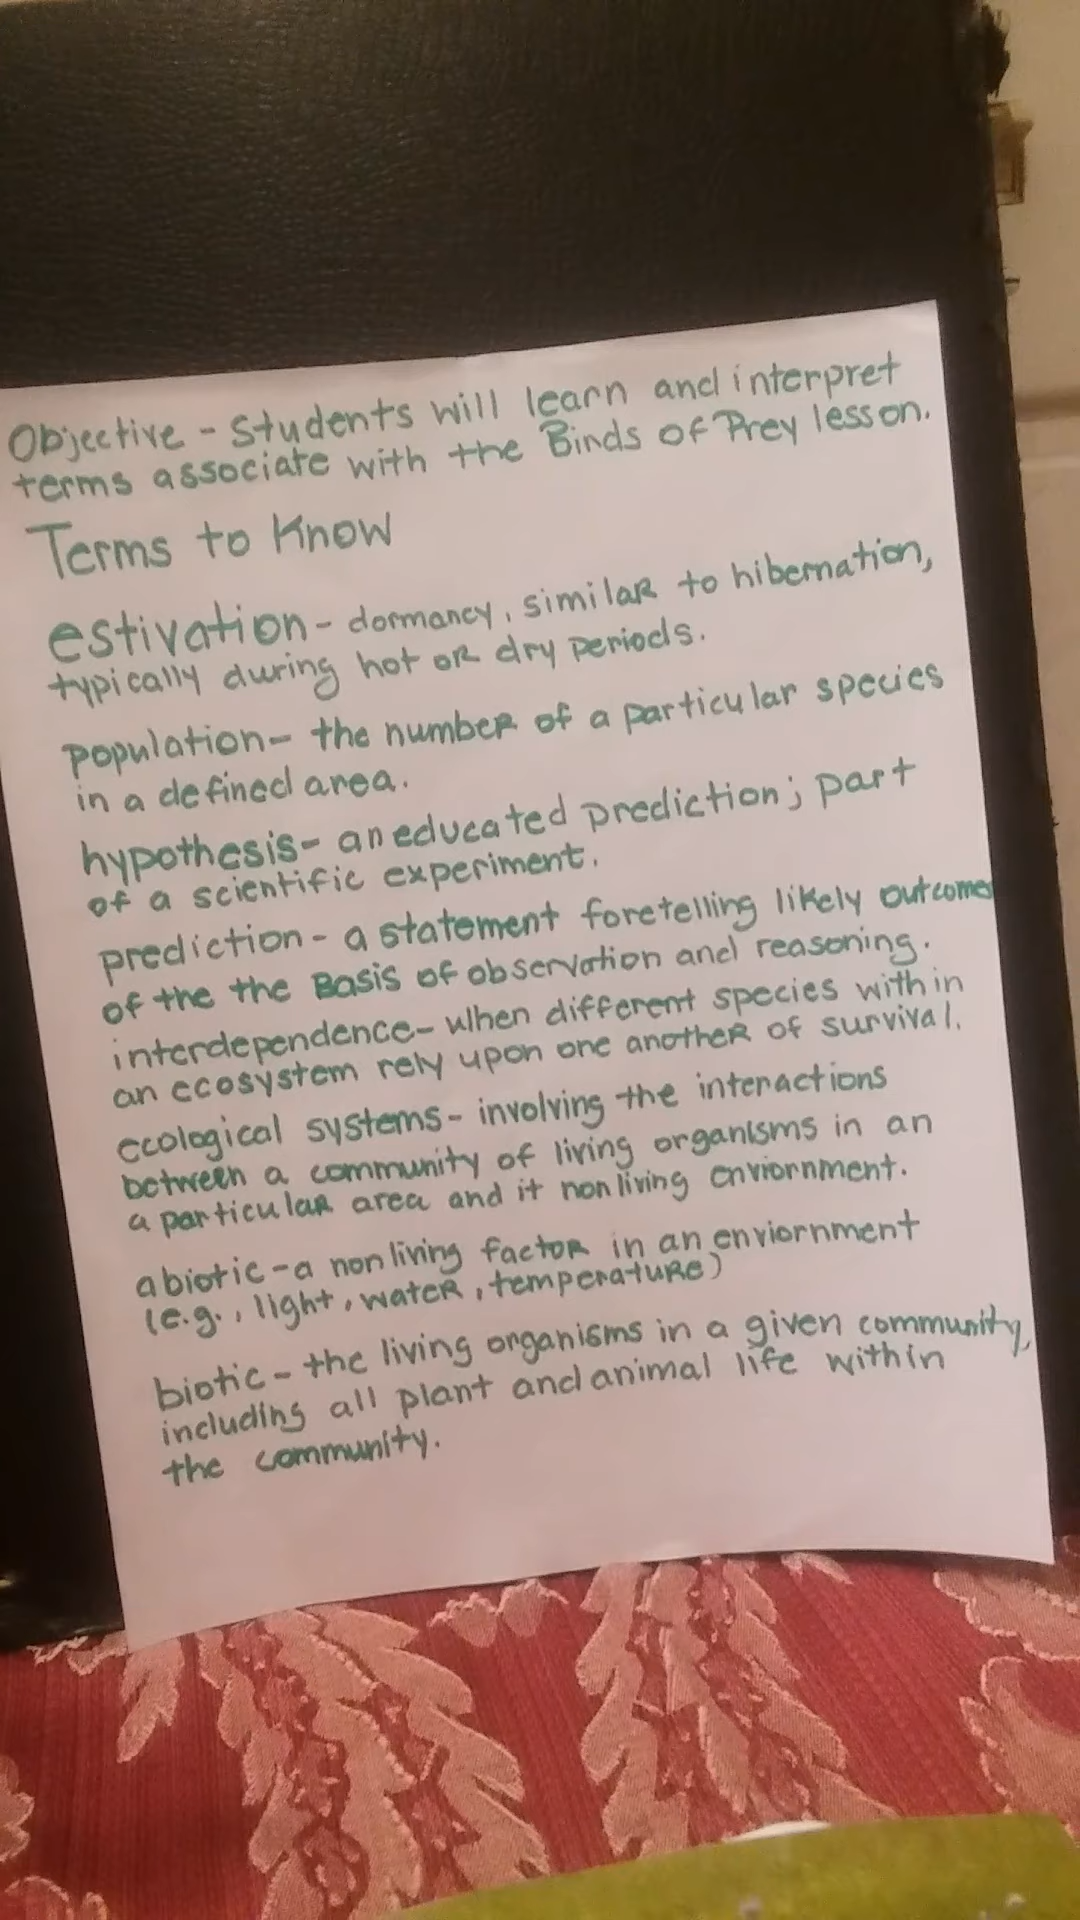 Objective - Students will learn and interpret
terms associate with the Binds of Prey lesson.
Terms to Know
estivation - dormancy, similar to hibernation,
typically during hot or dry periods.
population - the number of a particular species
in a defined area.
hypothesis - an educated prediction; part
of a scientific experiment.
prediction - a statement foretelling likely outcomes
of the the Basis of observation and reasoning.
interdependence - when different species within
an ecosystem rely upon one another of survival.
ecological systems - involving the interactions
between a community of living organisms in an
a particular area and it nonliving enviornment.
abiotic - a nonliving factor in an enviornment
(e.g., light, water, temperature)
biotic - the living organisms in a given community,
including all plant and animal life within
the community.